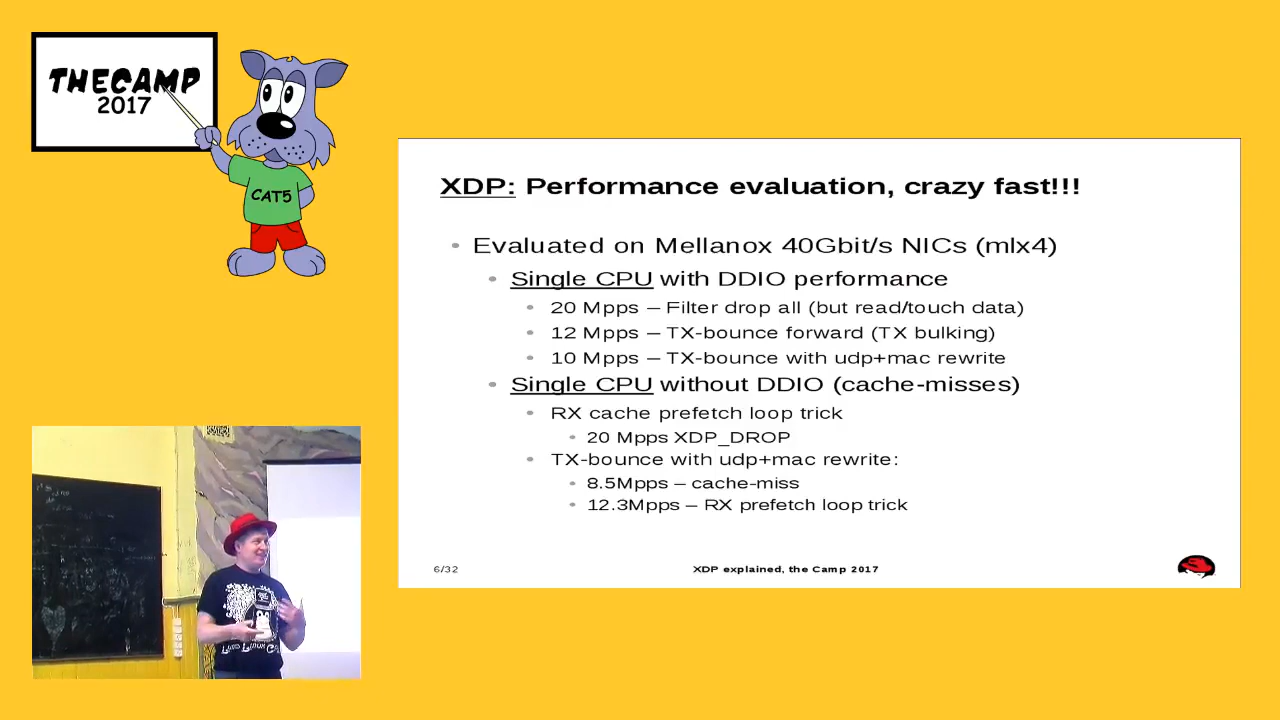 THECAMP
2017
CAT5
XDP: Performance evaluation, crazy fast!!!
Evaluated on Mellanox 40Gbit/s NICs (mlx4)
Single CPU with DDIO performance
20 Mpps – Filter drop all (but read/touch data)
12 Mpps – TX-bounce forward (TX bulking)
10 Mpps – TX-bounce with udp+mac rewrite
Single CPU without DDIO (cache-misses)
RX cache prefetch loop trick
20 Mpps XDP_DROP
TX-bounce with udp+mac rewrite:
8.5Mpps – cache-miss
12.3Mpps – RX prefetch loop trick
6/32
XDP explained, the Camp 2017